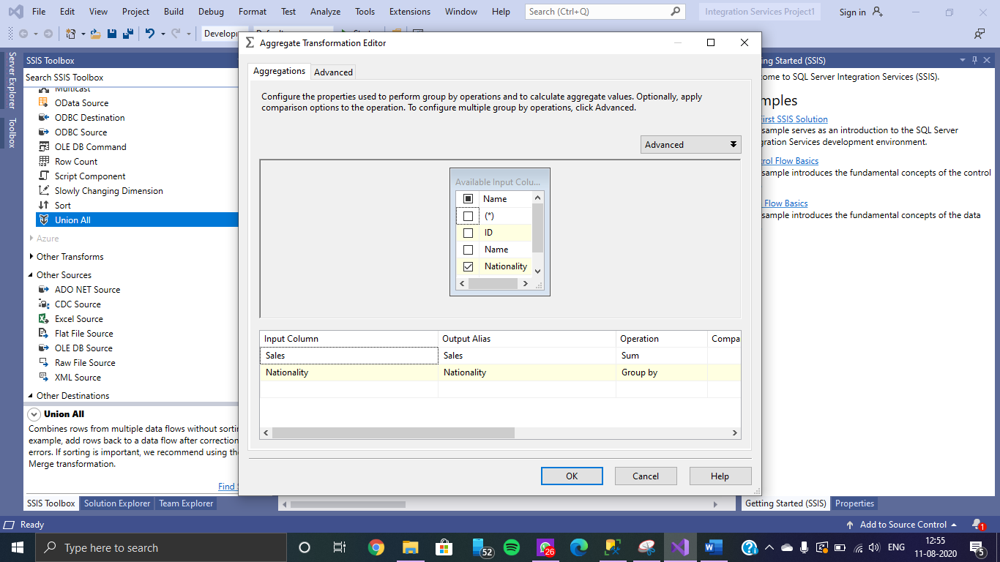 File Edit View Project Build Debug Format Test Analyze Tools Extensions Window Help Search (Ctrl+Q) Integration Services Project1 Sign in
Developm
Aggregate Transformation Editor
Server Explorer
Toolbox
SSIS Toolbox
Search SSIS Toolbox
Multicast
OData Source
ODBC Destination
ODBC Source
OLE DB Command
Row Count
Script Component
Slowly Changing Dimension
Sort
Union All
Azure
Other Transforms
Other Sources
ADO NET Source
CDC Source
Excel Source
Flat File Source
OLE DB Source
Raw File Source
XML Source
Other Destinations
Union All
Combines rows from multiple data flows without sorti
example, add rows back to a data flow after correction
errors. If sorting is important, we recommend using the
Merge transformation.
Find S
SSIS Toolbox Solution Explorer Team Explorer
Aggregations Advanced
Configure the properties used to perform group by operations and to calculate aggregate values. Optionally, apply
comparison options to the operation. To configure multiple group by operations, click Advanced.
Advanced
Available Input Colu...
Name
(*)
ID
Name
Nationality
Input Column Output Alias Operation Compa
Sales Sales Sum
Nationality Nationality Group by
OK Cancel Help
ng Started (SSIS)
ome to SQL Server Integration Services (SSIS).
mples
First SSIS Solution
sample serves as an introduction to the SQL Server
gration Services development environment.
rol Flow Basics
sample introduces the fundamental concepts of the control
Flow Basics
sample introduces the fundamental concepts of the data
Getting Started (SSIS) Properties
Ready Add to Source Control 1
Type here to search 52 26 ENG 12:55
11-08-2020 5